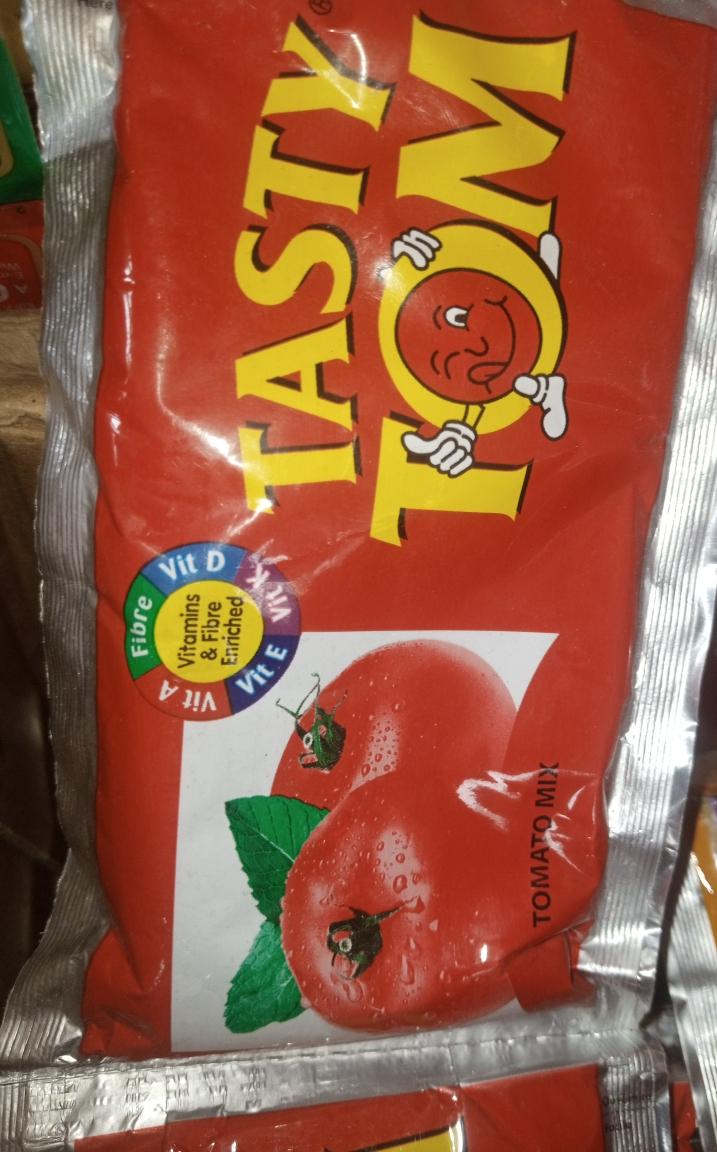 TASTY®
TOM
Vitamins
& Fibre
Enriched
Fibre
Vit D
Vit K
Vit E
Vit A
TOMATO MIX